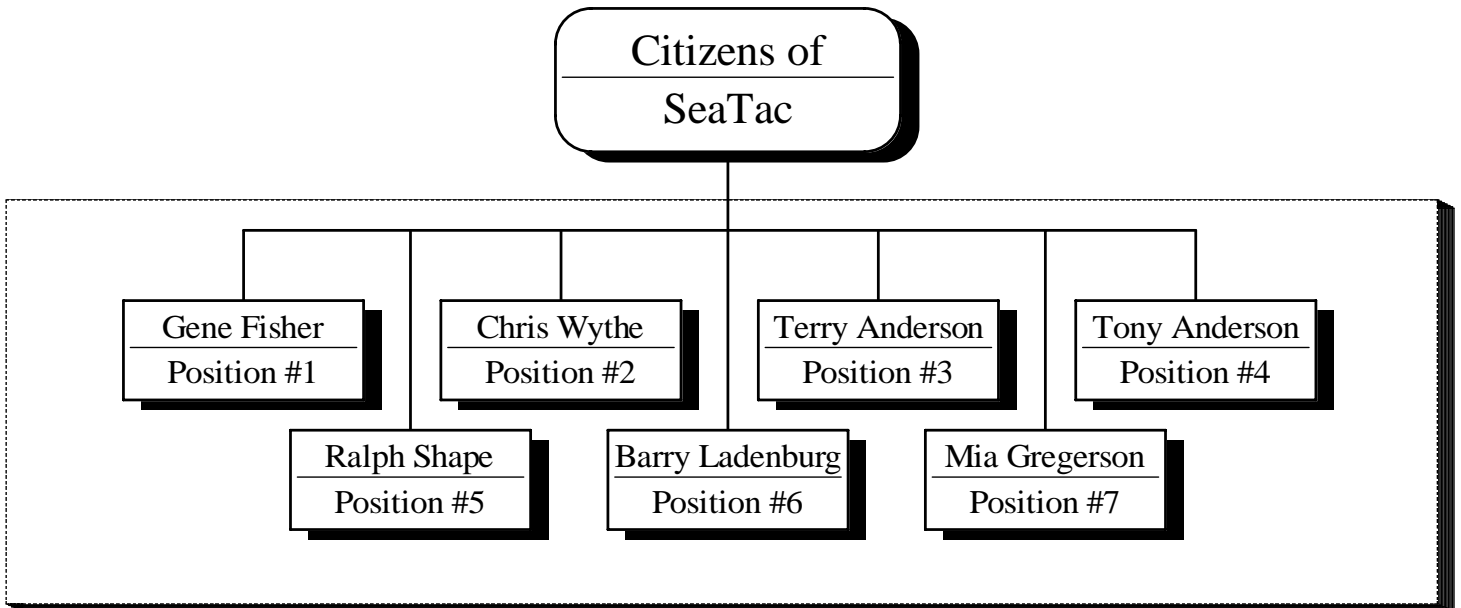 Citizens of
SeaTac
Gene Fisher
Position #1
Chris Wythe
Position #2
Terry Anderson
Position #3
Tony Anderson
Position #4
Ralph Shape
Position #5
Barry Ladenburg
Position #6
Mia Gregerson
Position #7